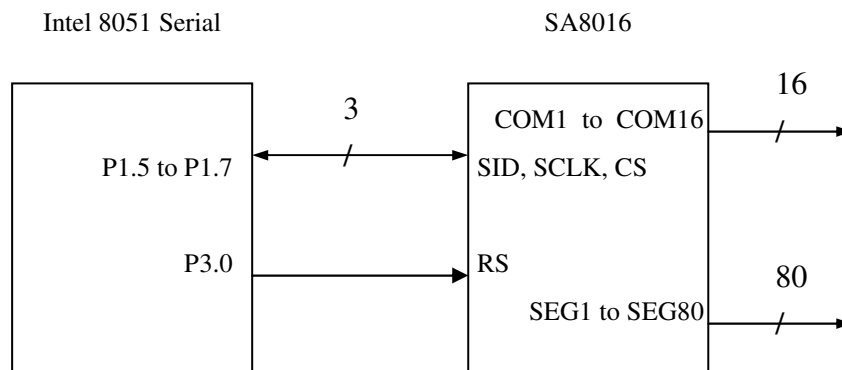 Intel 8051 Serial
SA8016
16
3
COM1 to COM16
P1.5 to P1.7
SID, SCLK, CS
P3.0
RS
80
SEG1 to SEG80